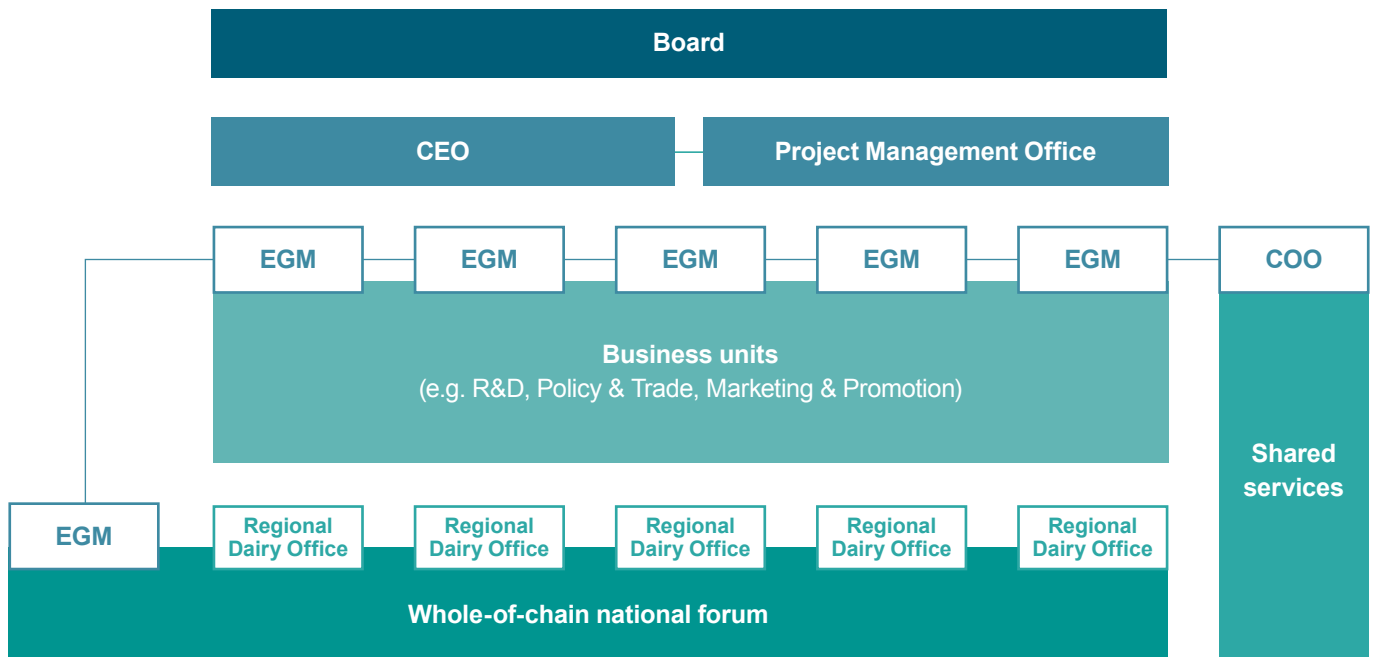 Board
CEO
Project Management Office
EGM
EGM
EGM
EGM
EGM
COO
Business units
(e.g. R&D, Policy & Trade, Marketing & Promotion)
Shared
services
EGM
Regional
Dairy Office
Regional
Dairy Office
Regional
Dairy Office
Regional
Dairy Office
Regional
Dairy Office
Whole-of-chain national forum